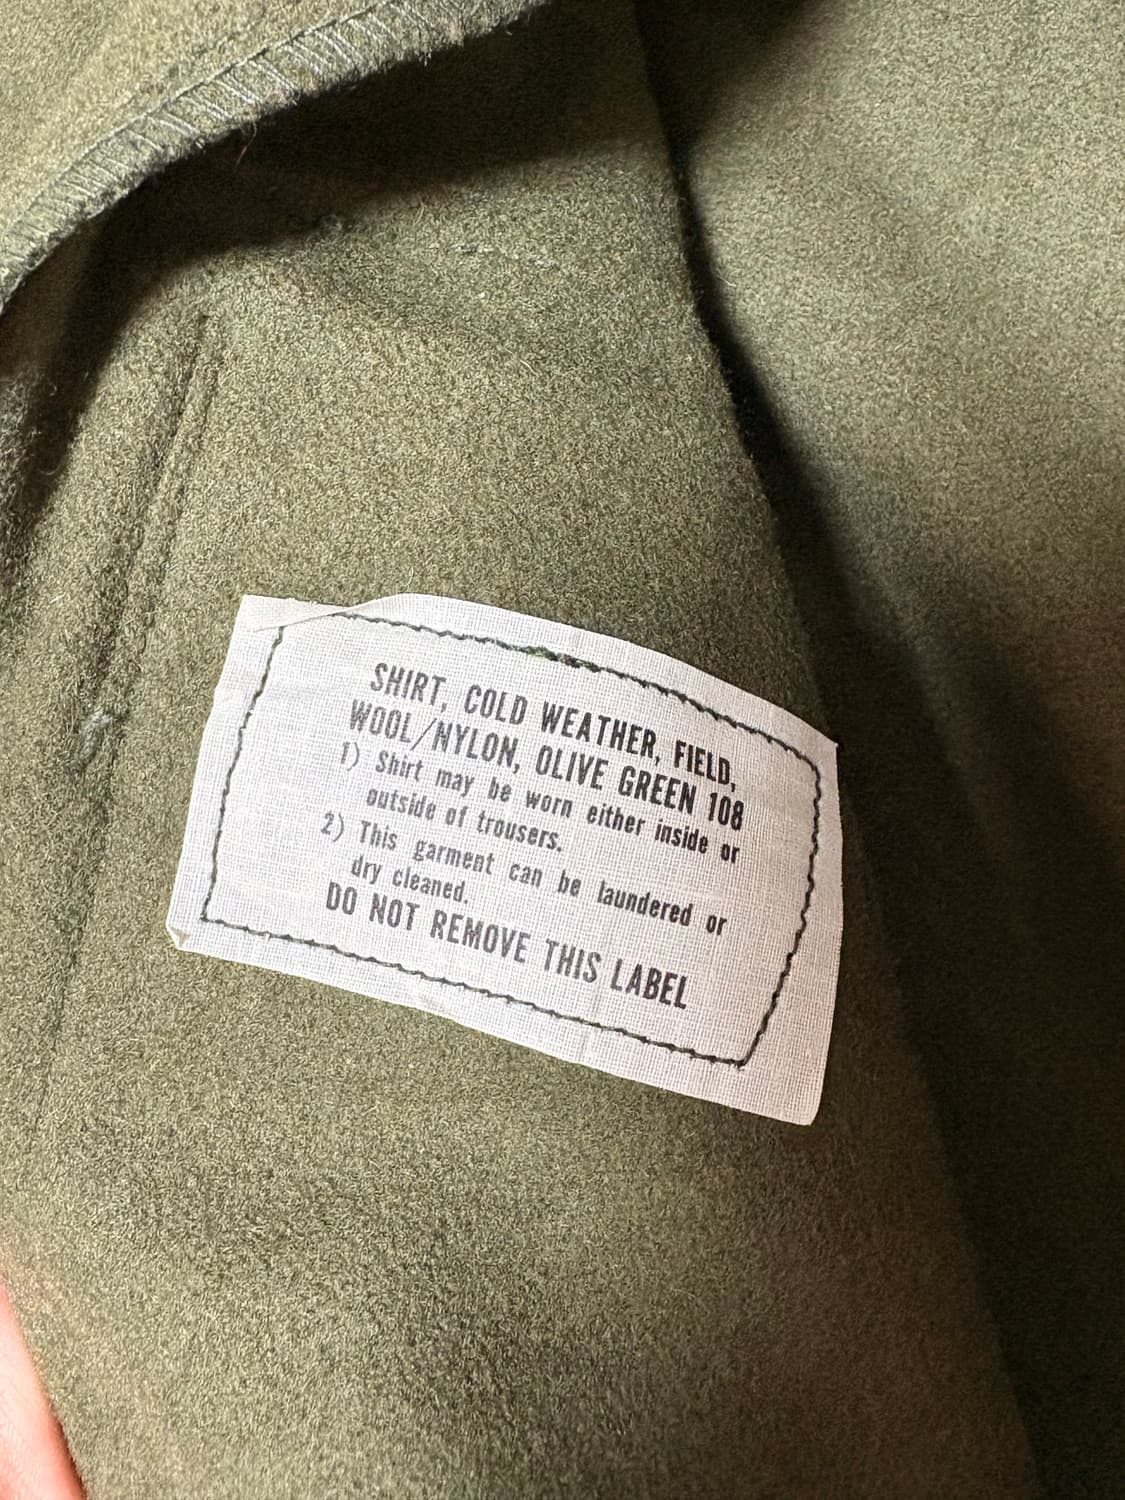 SHIRT, COLD WEATHER, FIELD,
WOOL/NYLON, OLIVE GREEN 108
1) Shirt may be worn either inside or
outside of trousers.
2) This garment can be laundered or
dry cleaned.
DO NOT REMOVE THIS LABEL